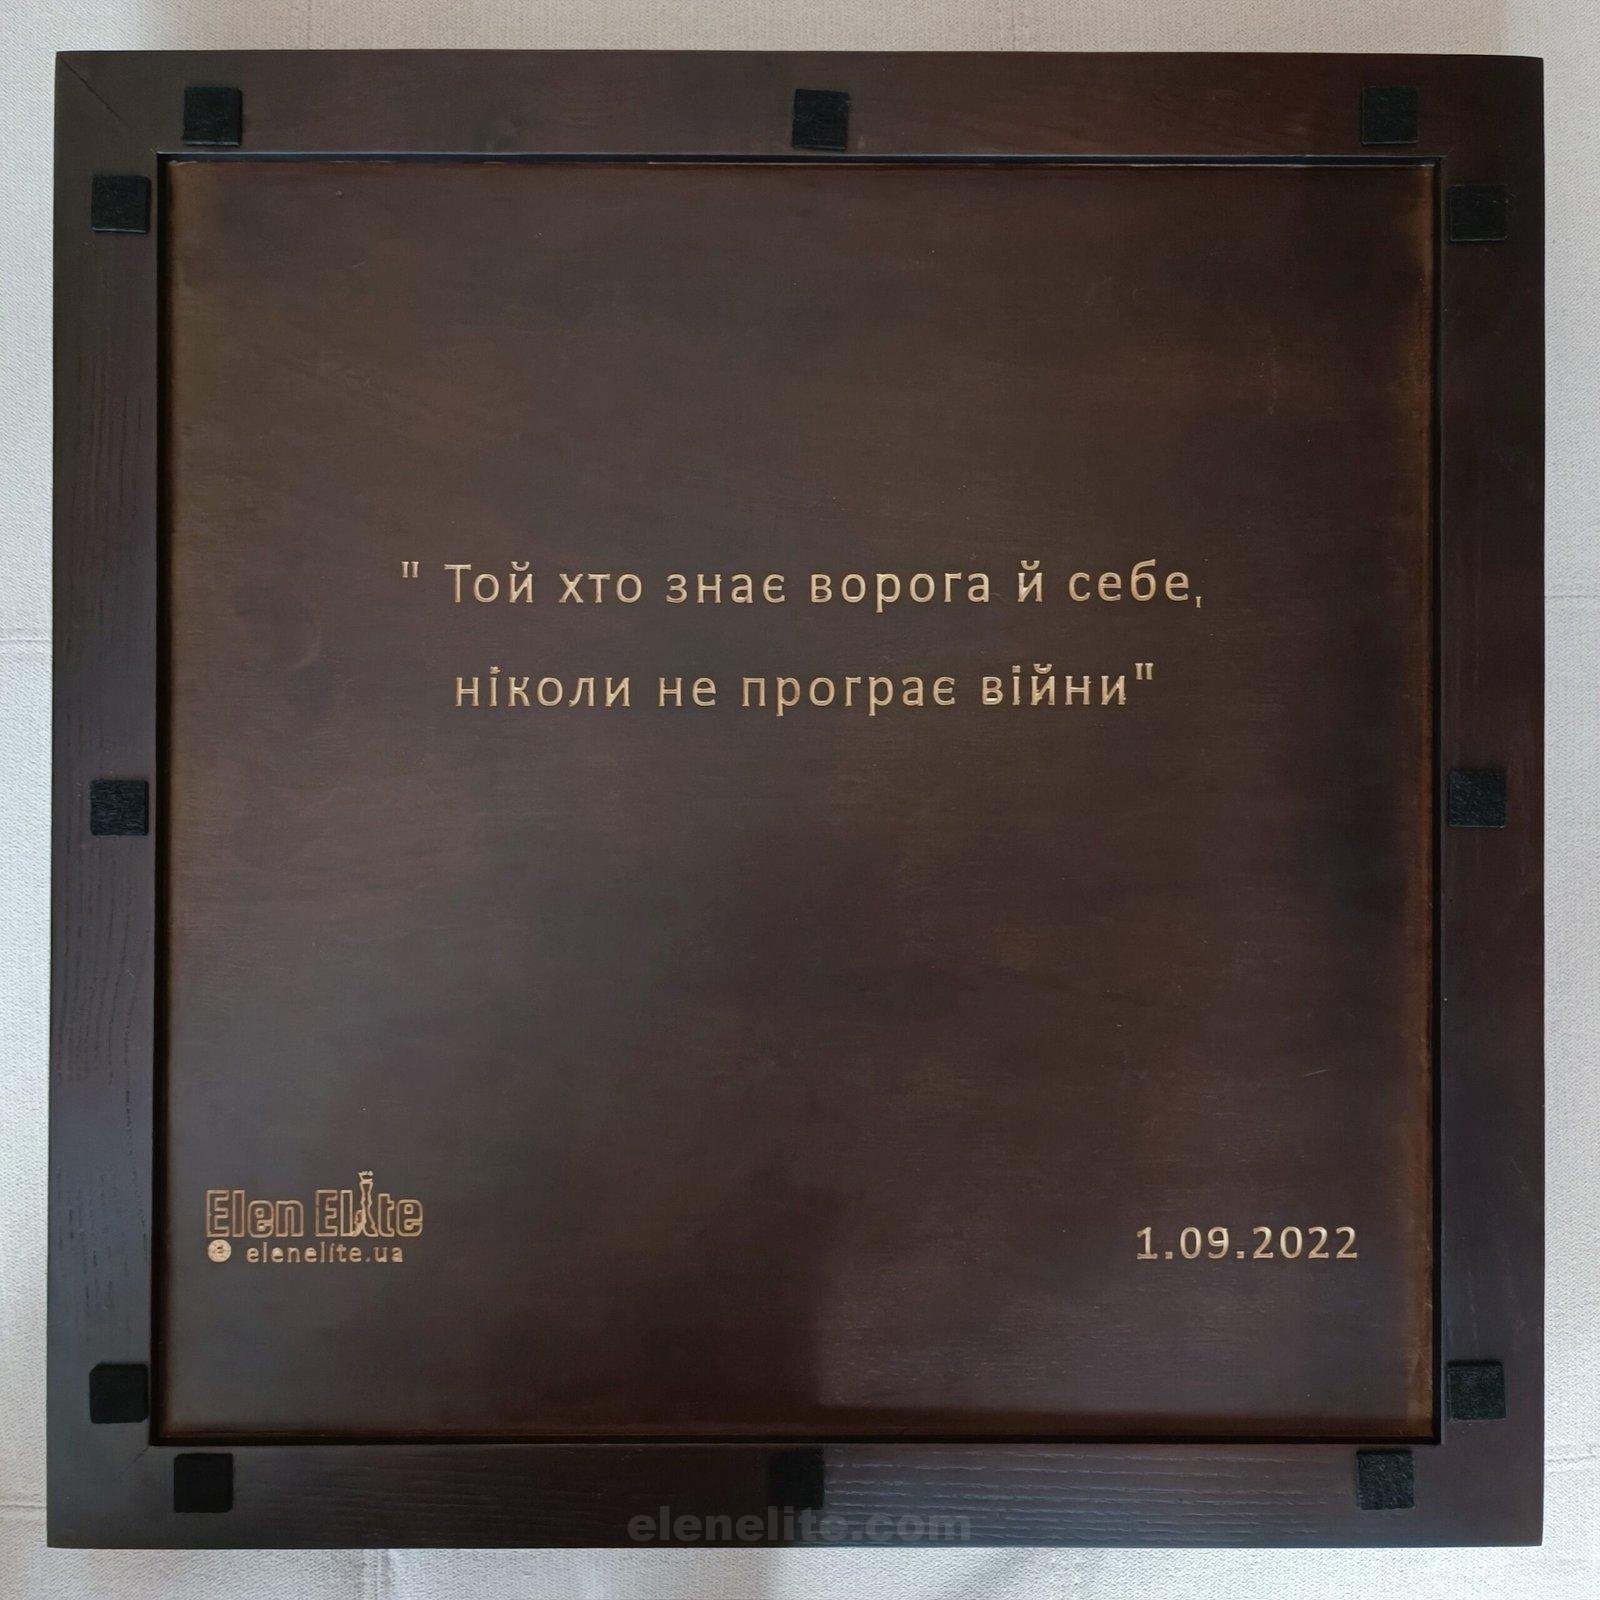 " Той хто знає ворога й себе,
ніколи не програє війни"
Elen Elite
elenelite.ua
1.09.2022
elenelite.com